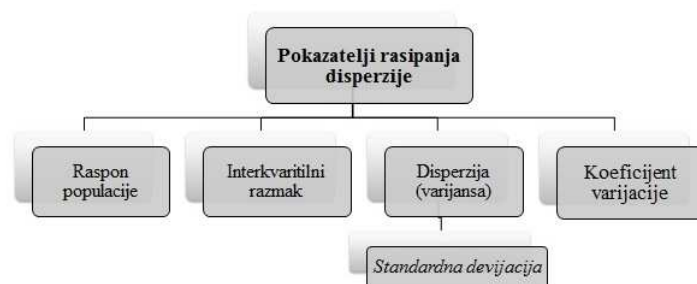 Pokazatelji rasipanja
disperzije
Raspon
populacije
Interkvaritilni
razmak
Disperzija
(varijansa)
Koeficijent
varijacije
Standardna devijacija